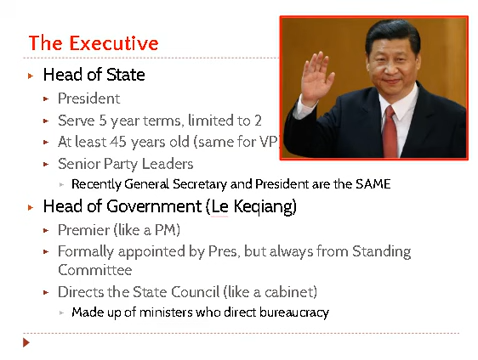 The Executive
Head of State
President
Serve 5 year terms, limited to 2
At least 45 years old (same for VP)
Senior Party Leaders
Recently General Secretary and President are the SAME
Head of Government (Le Keqiang)
Premier (like a PM)
Formally appointed by Pres, but always from Standing
Committee
Directs the State Council (like a cabinet)
Made up of ministers who direct bureaucracy